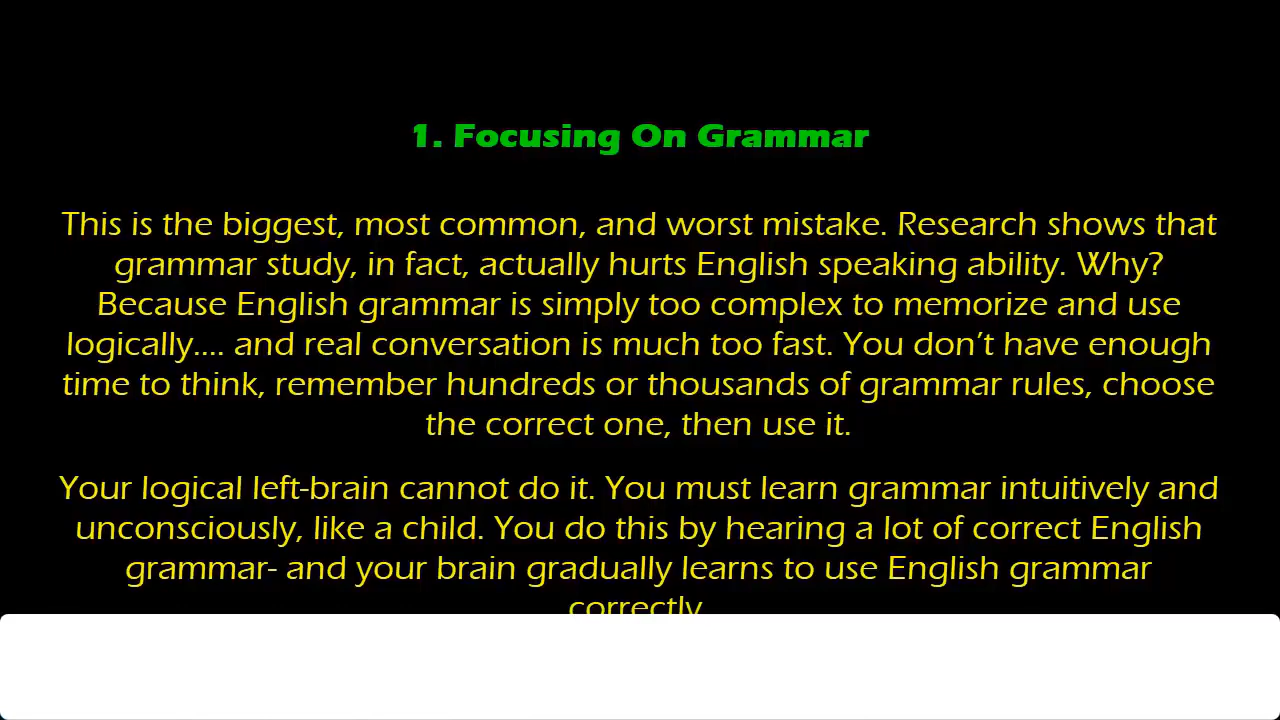 1. Focusing On Grammar
This is the biggest, most common, and worst mistake. Research shows that
grammar study, in fact, actually hurts English speaking ability. Why?
Because English grammar is simply too complex to memorize and use
logically.... and real conversation is much too fast. You don’t have enough
time to think, remember hundreds or thousands of grammar rules, choose
the correct one, then use it.
Your logical left-brain cannot do it. You must learn grammar intuitively and
unconsciously, like a child. You do this by hearing a lot of correct English
grammar- and your brain gradually learns to use English grammar
correctly